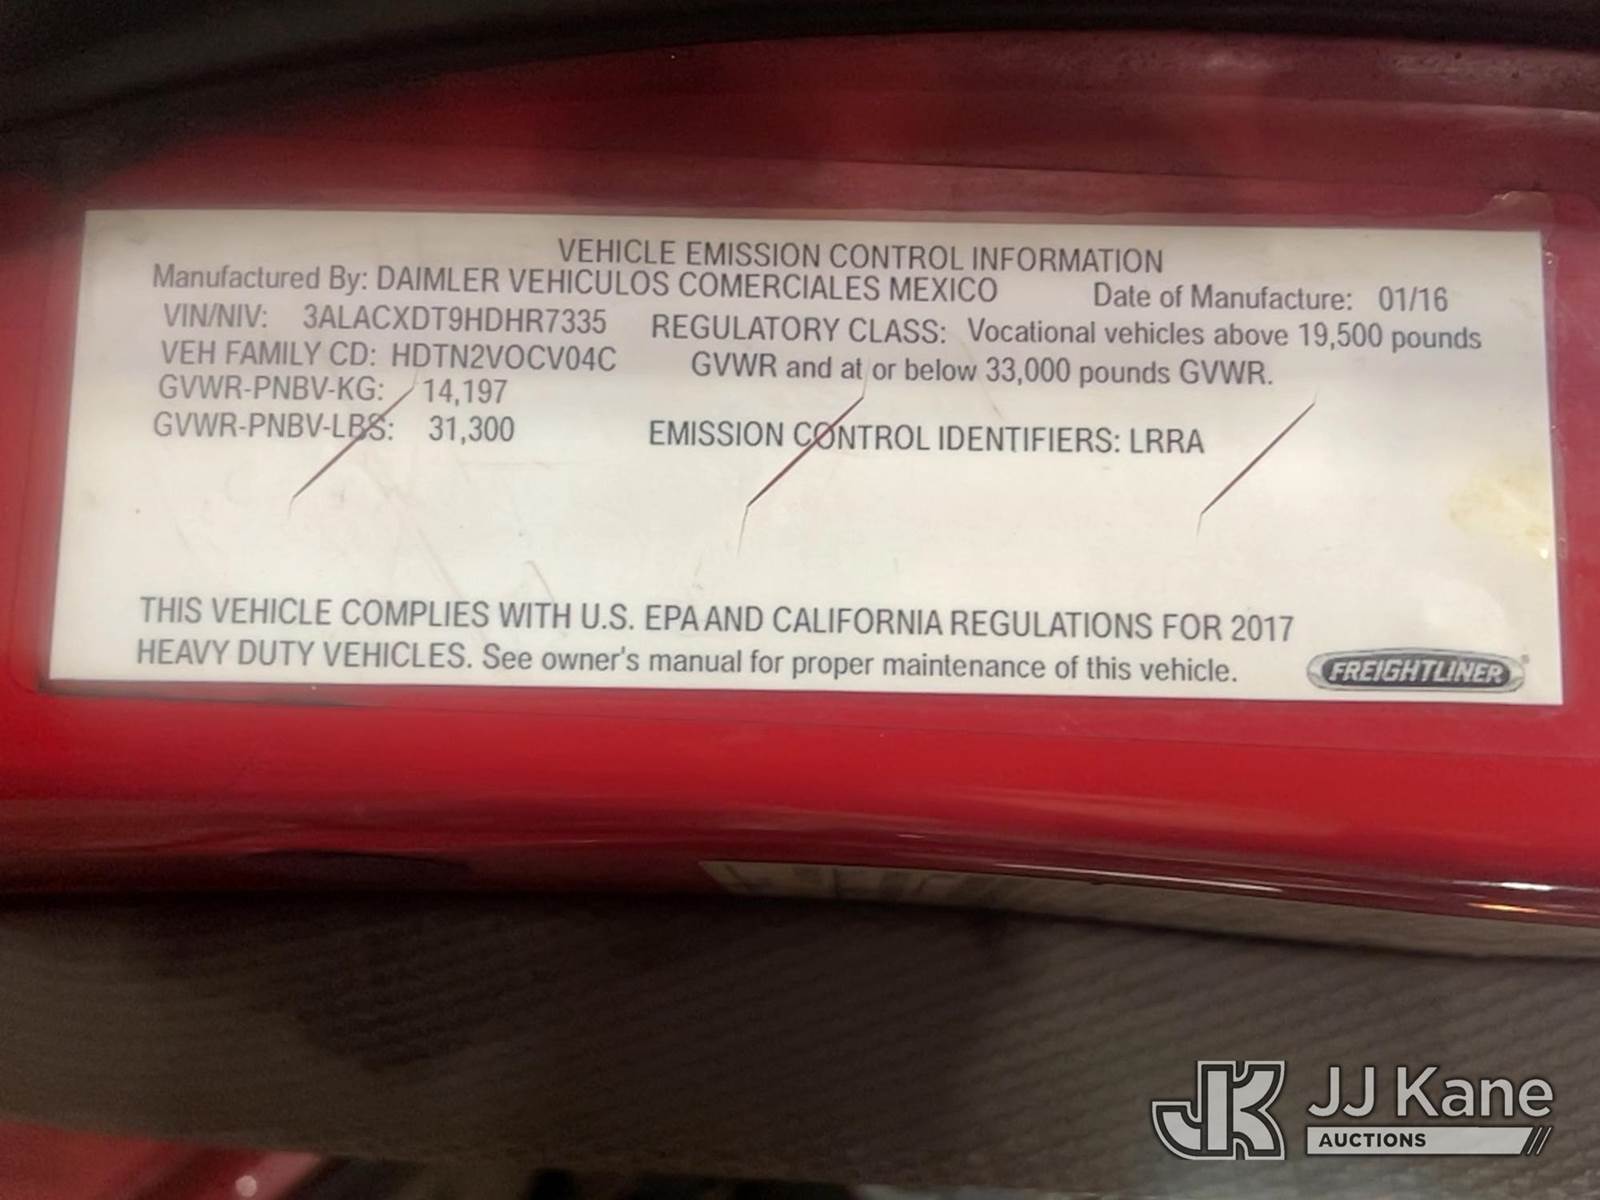 VEHICLE EMISSION CONTROL INFORMATION
Manufactured By: DAIMLER VEHICULOS COMERCIALES MEXICO Date of Manufacture: 01/16
VIN/NIV: 3ALACXDT9HDHR7335 REGULATORY CLASS: Vocational vehicles above 19,500 pounds
VEH FAMILY CD: HDTN2VOCV04C GVWR and at or below 33,000 pounds GVWR.
GVWR-PNBV-KG: 14,197
GVWR-PNBV-LBS: 31,300 EMISSION CONTROL IDENTIFIERS: LRRA
THIS VEHICLE COMPLIES WITH U.S. EPA AND CALIFORNIA REGULATIONS FOR 2017
HEAVY DUTY VEHICLES. See owner's manual for proper maintenance of this vehicle.
FREIGHTLINER
JK JJ Kane
AUCTIONS